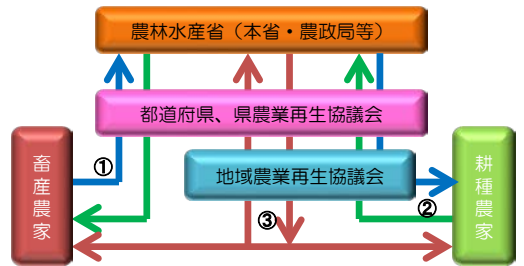 農林水産省（本省・農政局等）
都道府県、県農業再生協議会
地域農業再生協議会
畜産農家
耕種農家
①
②
③